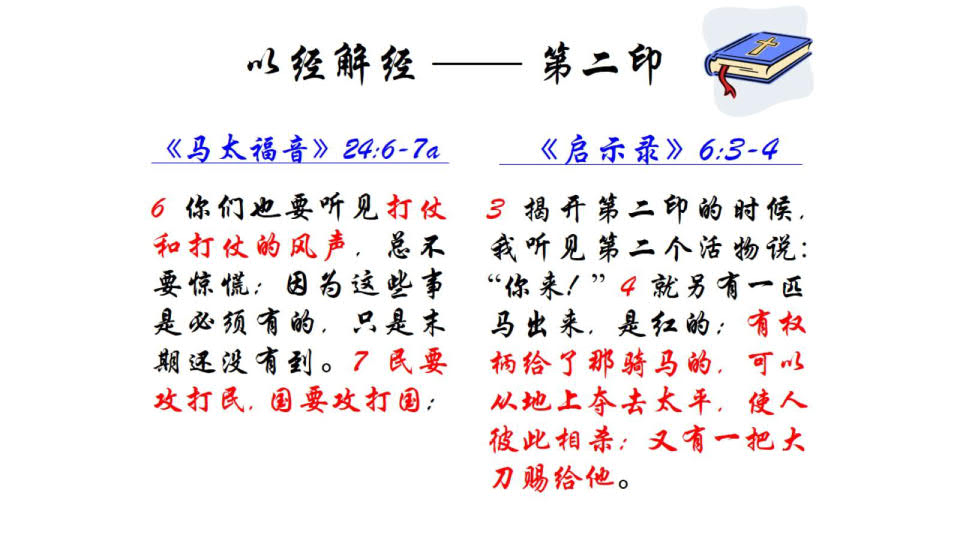 以经解经——第二印
《马太福音》24:6-7a
6 你们也要听见打仗
和打仗的风声，总不
要惊慌；因为这些事
是必须有的，只是末
期还没有到。7 民要
攻打民，国要攻打国；
《启示录》6:3-4
3 揭开第二印的时候，
我听见第二个活物说：
“你来！”4 就另有一匹
马出来，是红的；有权
柄给了那骑马的，可以
从地上夺去太平，使人
彼此相杀；又有一把大
刀赐给他。